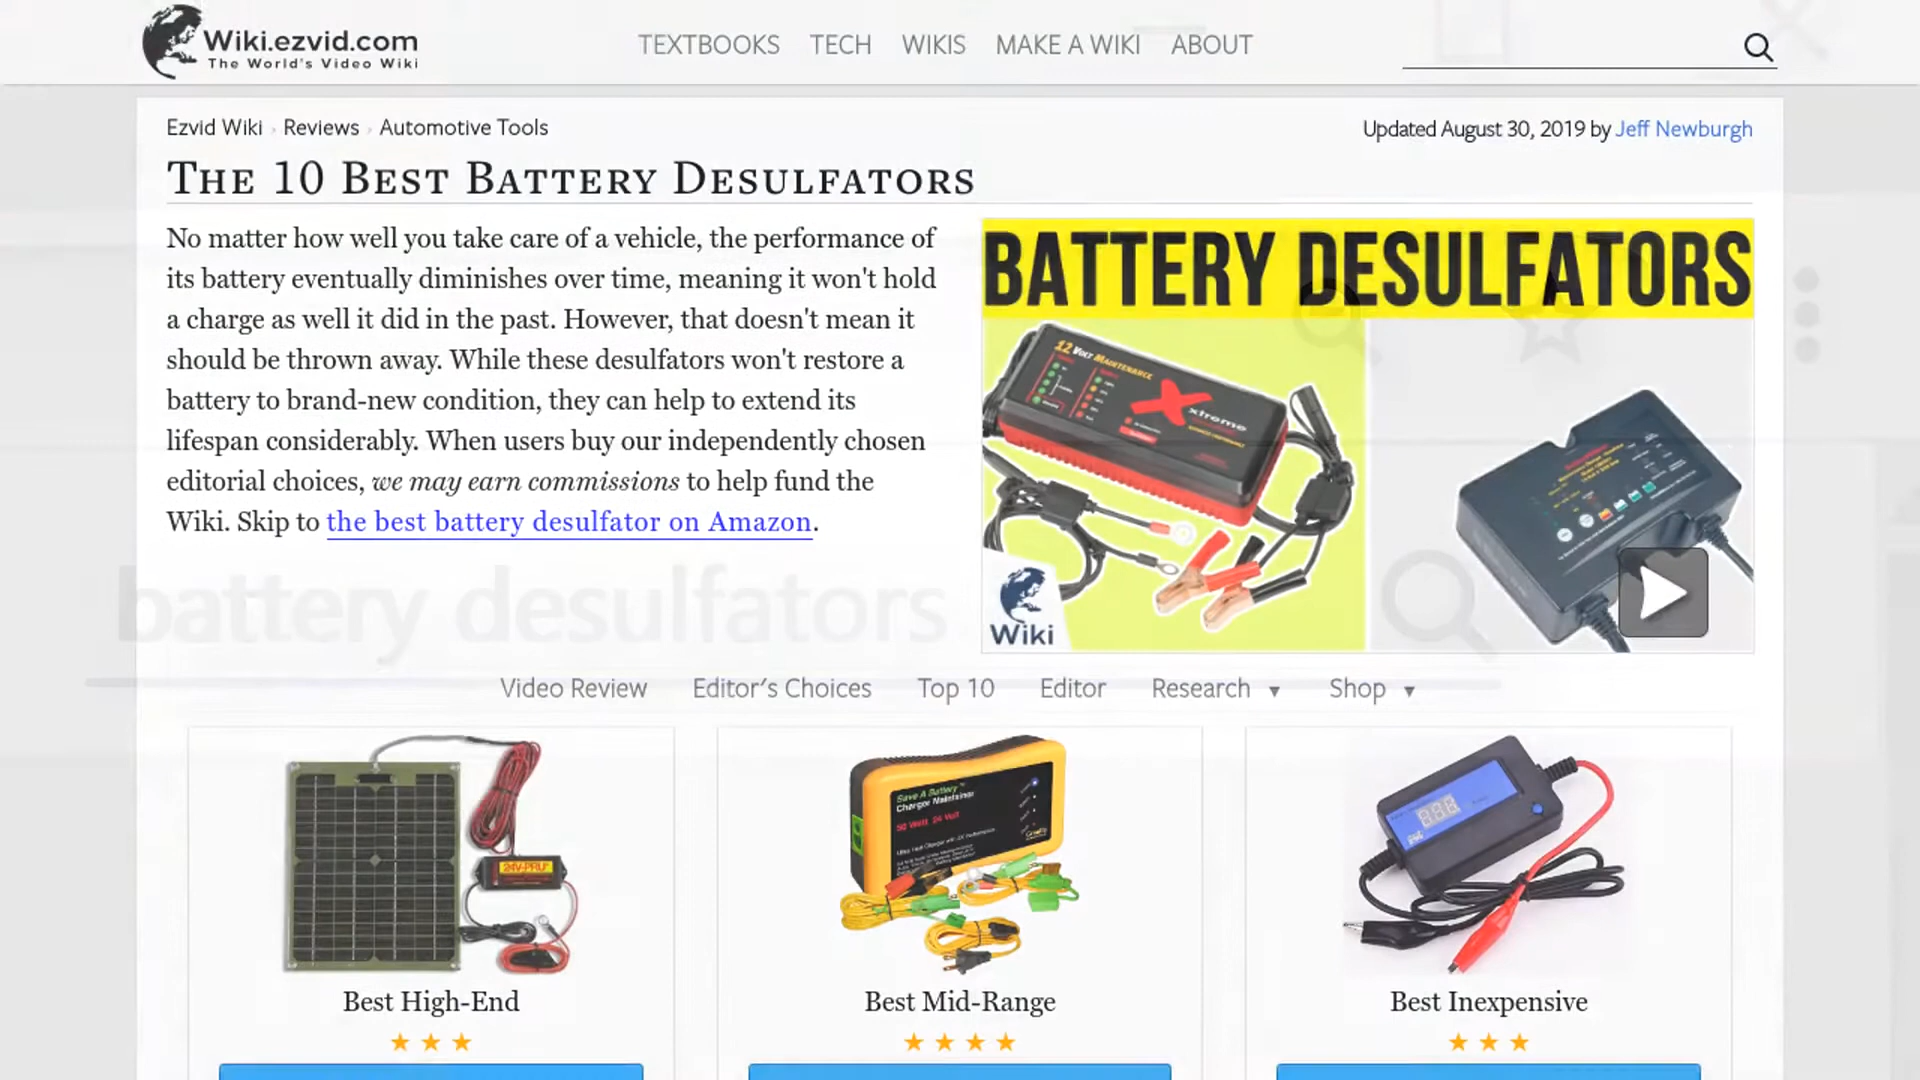 Wiki.ezvid.com
The World's Video Wiki
TEXTBOOKS TECH WIKIS MAKE A WIKI ABOUT
Ezvid Wiki › Reviews › Automotive Tools
Updated August 30, 2019 by Jeff Newburgh
The 10 Best Battery Desulfators
No matter how well you take care of a vehicle, the performance of
its battery eventually diminishes over time, meaning it won't hold
a charge as well it did in the past. However, that doesn't mean it
should be thrown away. While these desulfators won't restore a
battery to brand-new condition, they can help to extend its
lifespan considerably. When users buy our independently chosen
editorial choices, we may earn commissions to help fund the
Wiki. Skip to the best battery desulfator on Amazon.
BATTERY DESULFATORS
12 Volt Maintenance
Xtreme
Wiki
battery desulfators
Video Review Editor's Choices Top 10 Editor Research ▼ Shop ▼
24V-PRU
Save A Battery™
Charger Maintainer
50 Watt 24 Volt
Best High-End
Best Mid-Range
Best Inexpensive